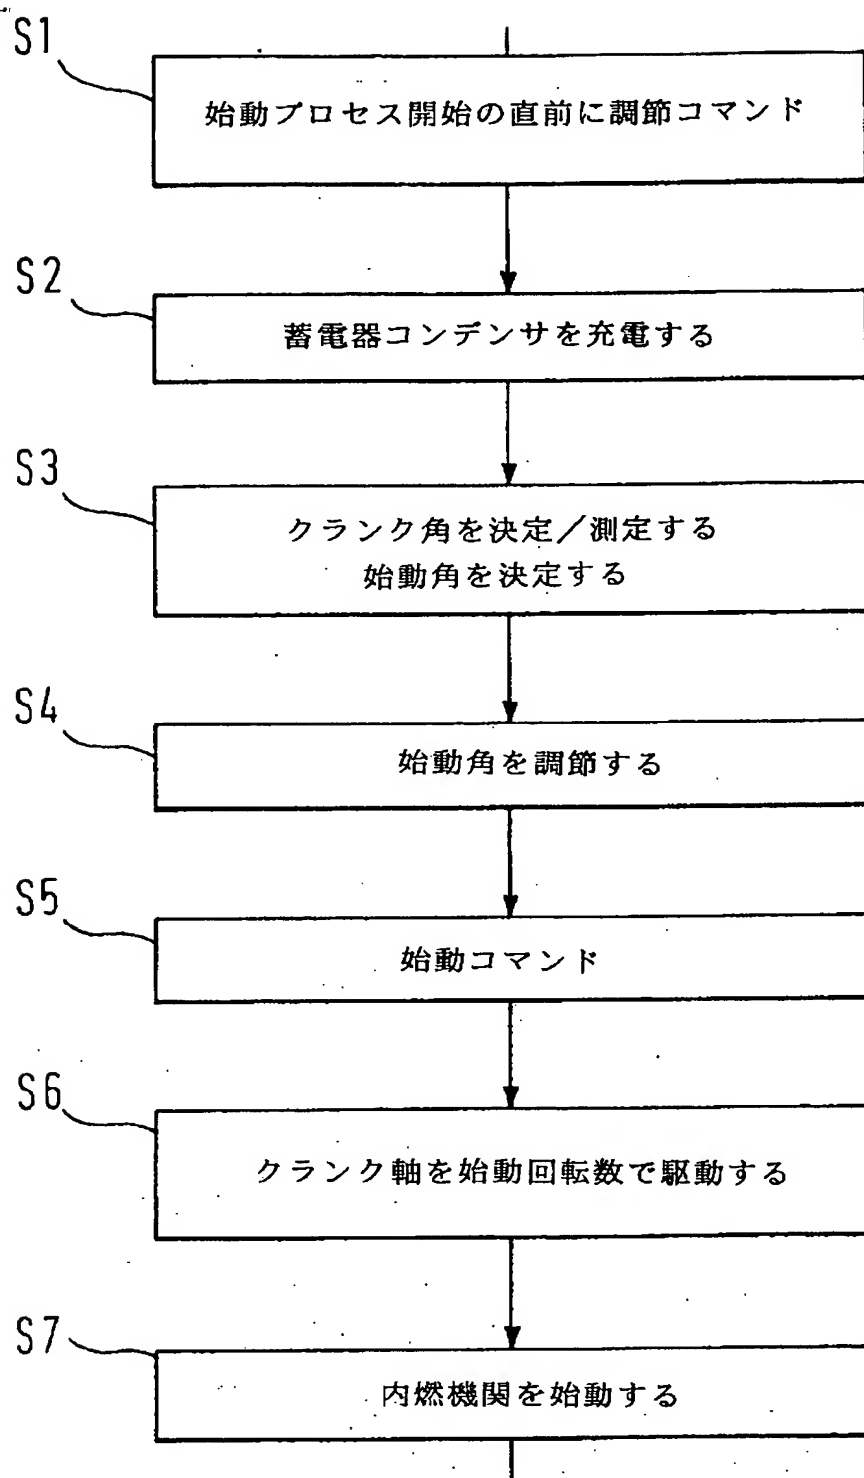 S1
始動プロセス開始の直前に調節コマンド
S2
蓄電器コンデンサを充電する
S3
クランク角を決定／測定する
始動角を決定する
S4
始動角を調節する
S5
始動コマンド
S6
クランク軸を始動回転数で駆動する
S7
内燃機関を始動する